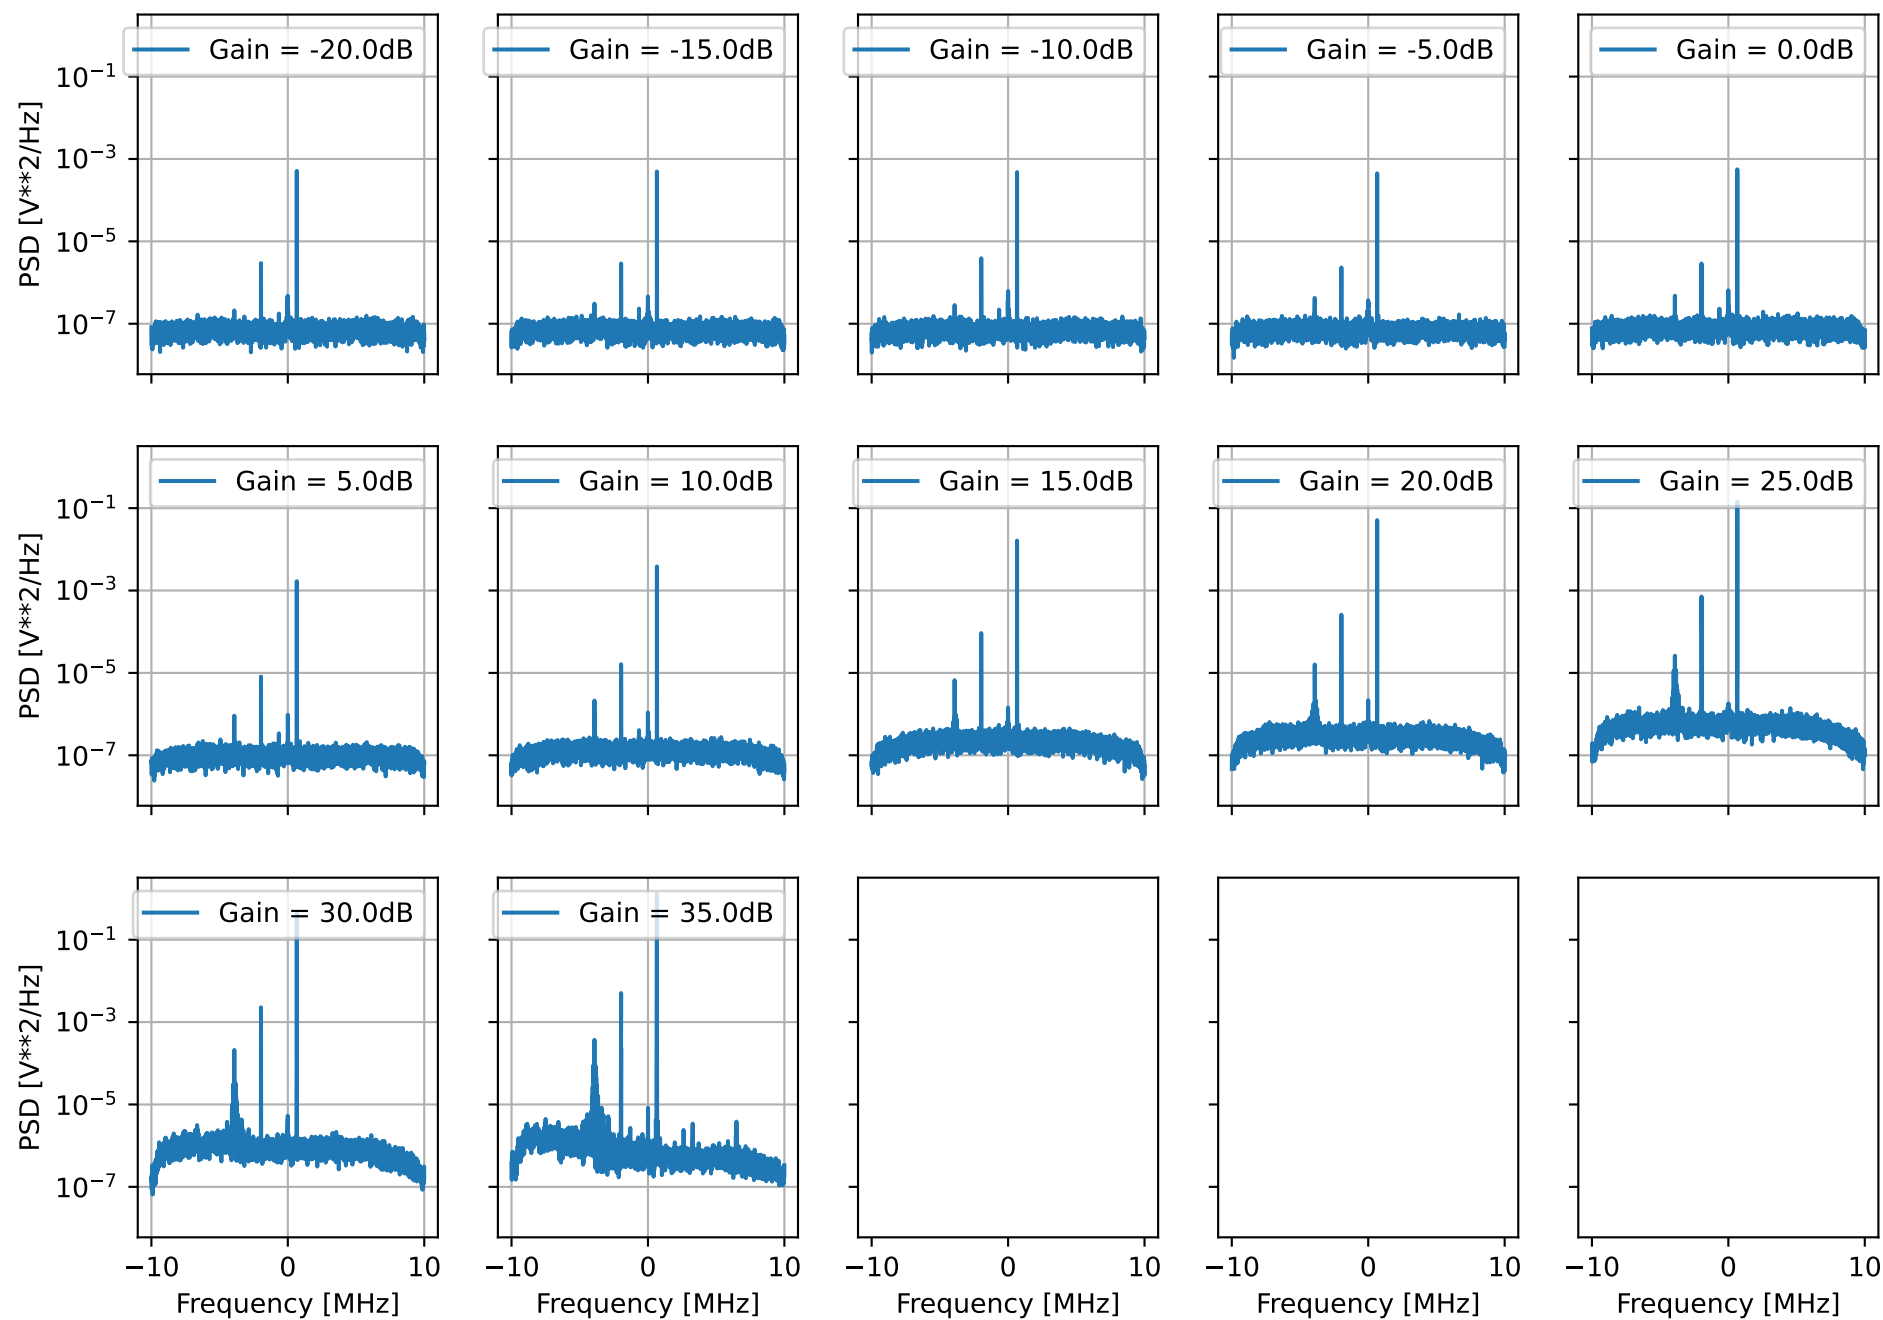 Gain = -20.0dB
Gain = -15.0dB
Gain = -10.0dB
Gain = -5.0dB
Gain = 0.0dB
10⁻¹
10⁻³
10⁻⁵
10⁻⁷
PSD [V**2/Hz]
Gain = 5.0dB
Gain = 10.0dB
Gain = 15.0dB
Gain = 20.0dB
Gain = 25.0dB
10⁻¹
10⁻³
10⁻⁵
10⁻⁷
PSD [V**2/Hz]
Gain = 30.0dB
Gain = 35.0dB
10⁻¹
10⁻³
10⁻⁵
10⁻⁷
PSD [V**2/Hz]
−10 0 10
−10 0 10
−10 0 10
−10 0 10
−10 0 10
Frequency [MHz]
Frequency [MHz]
Frequency [MHz]
Frequency [MHz]
Frequency [MHz]